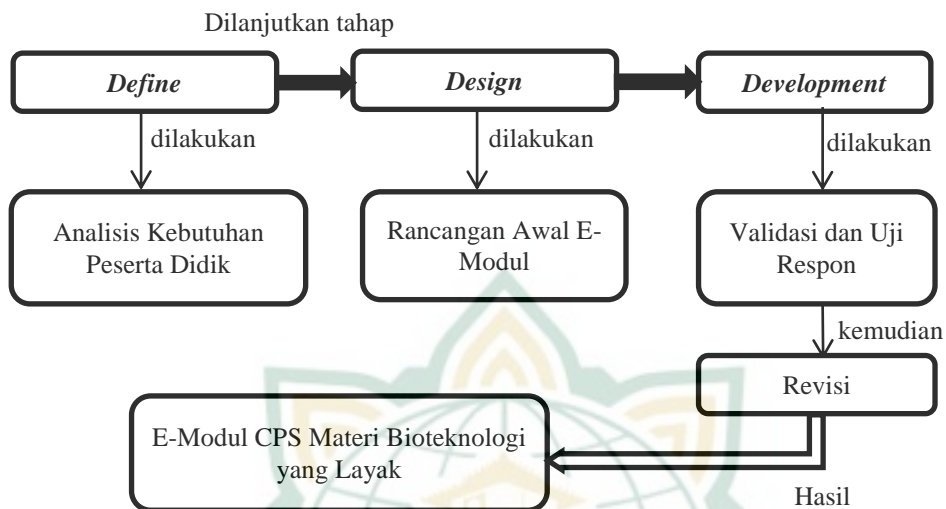 Dilanjutkan tahap
Define
Design
Development
dilakukan
dilakukan
dilakukan
Analisis Kebutuhan
Peserta Didik
Rancangan Awal E-
Modul
Validasi dan Uji
Respon
kemudian
Revisi
E-Modul CPS Materi Bioteknologi
yang Layak
Hasil